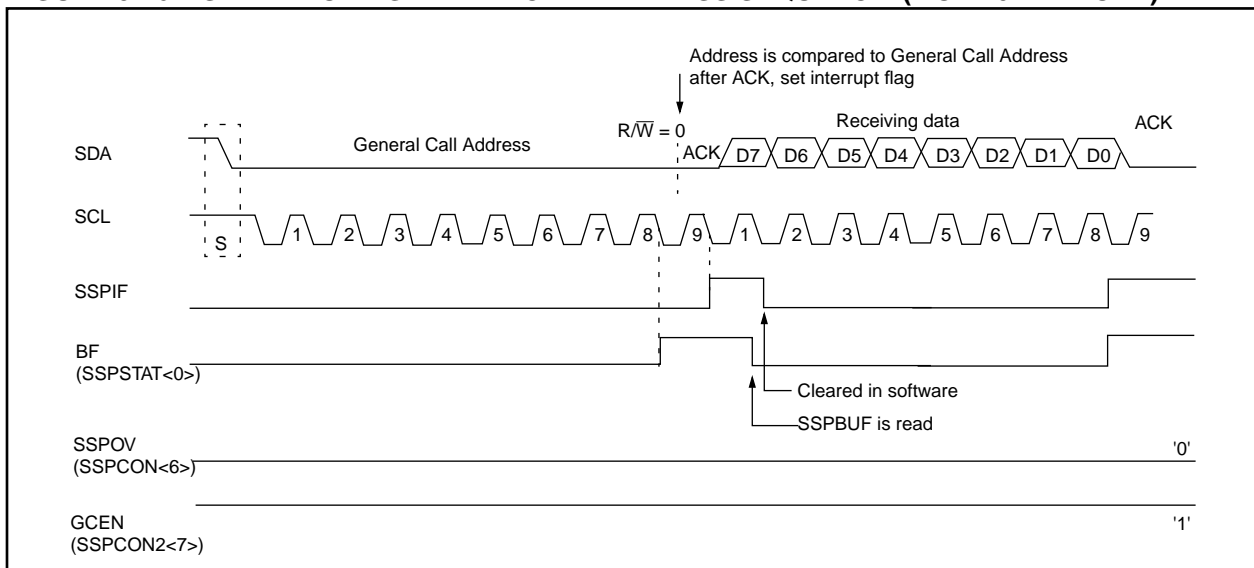 Address is compared to General Call Address
after ACK, set interrupt flag
R/W̅ = 0
Receiving data
ACK
SDA
General Call Address
ACK
D7 D6 D5 D4 D3 D2 D1 D0
SCL
S
1 2 3 4 5 6 7 8 9 1 2 3 4 5 6 7 8 9
SSPIF
BF
(SSPSTAT<0>)
Cleared in software
SSPBUF is read
SSPOV
(SSPCON<6>)
'0'
GCEN
(SSPCON2<7>)
'1'